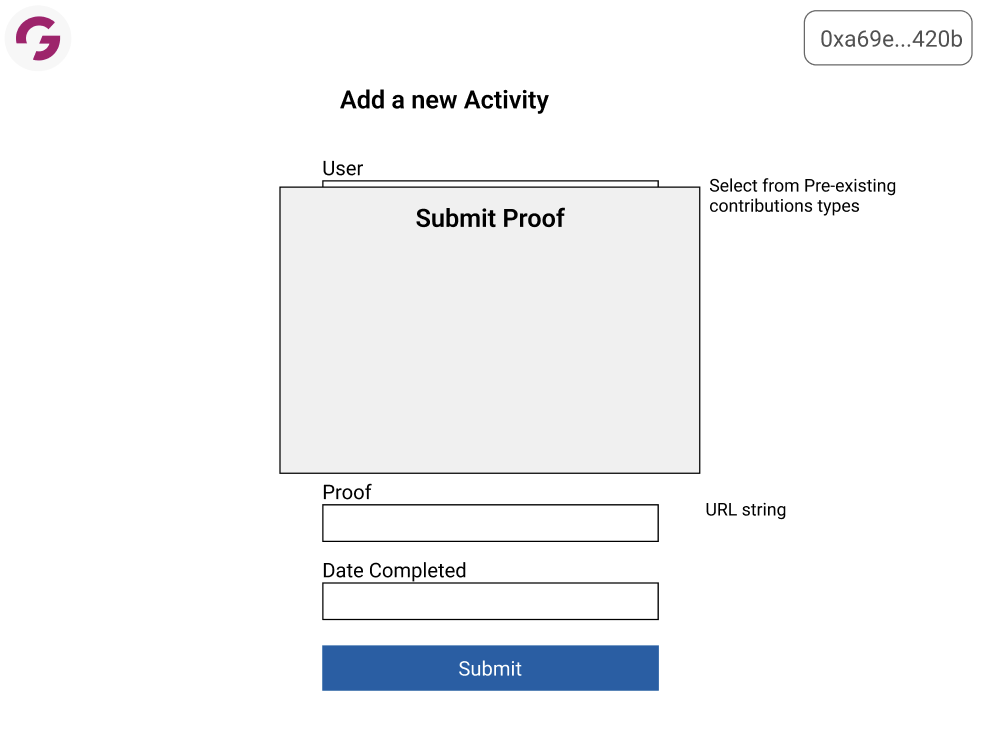 0xa69e...420b
Add a new Activity
User
Select from Pre-existing
contributions types
Submit Proof
Proof
URL string
Date Completed
Submit